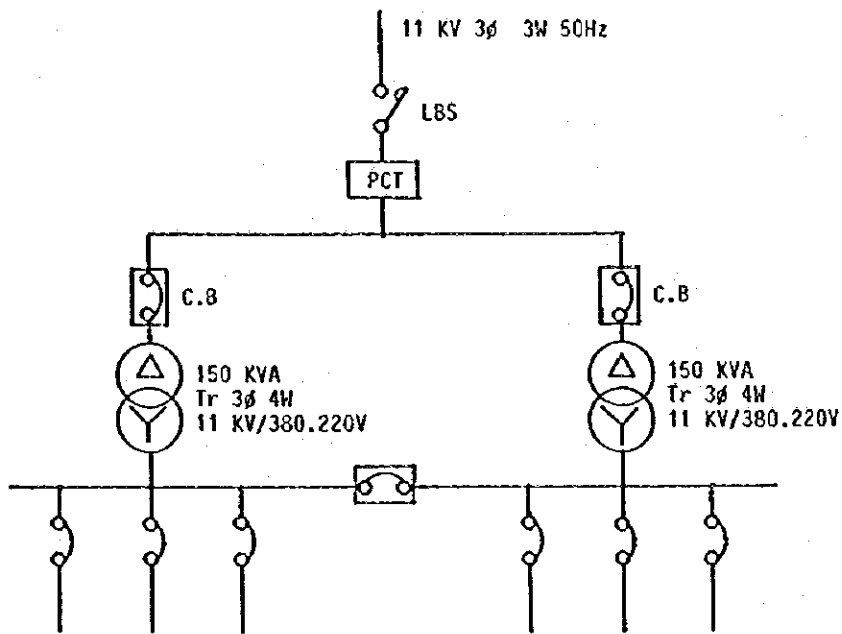 11 KV 3ø 3W 50Hz
LBS
PCT
C.B
C.B
150 KVA
Tr 3ø 4W
11 KV/380.220V
150 KVA
Tr 3ø 4W
11 KV/380.220V